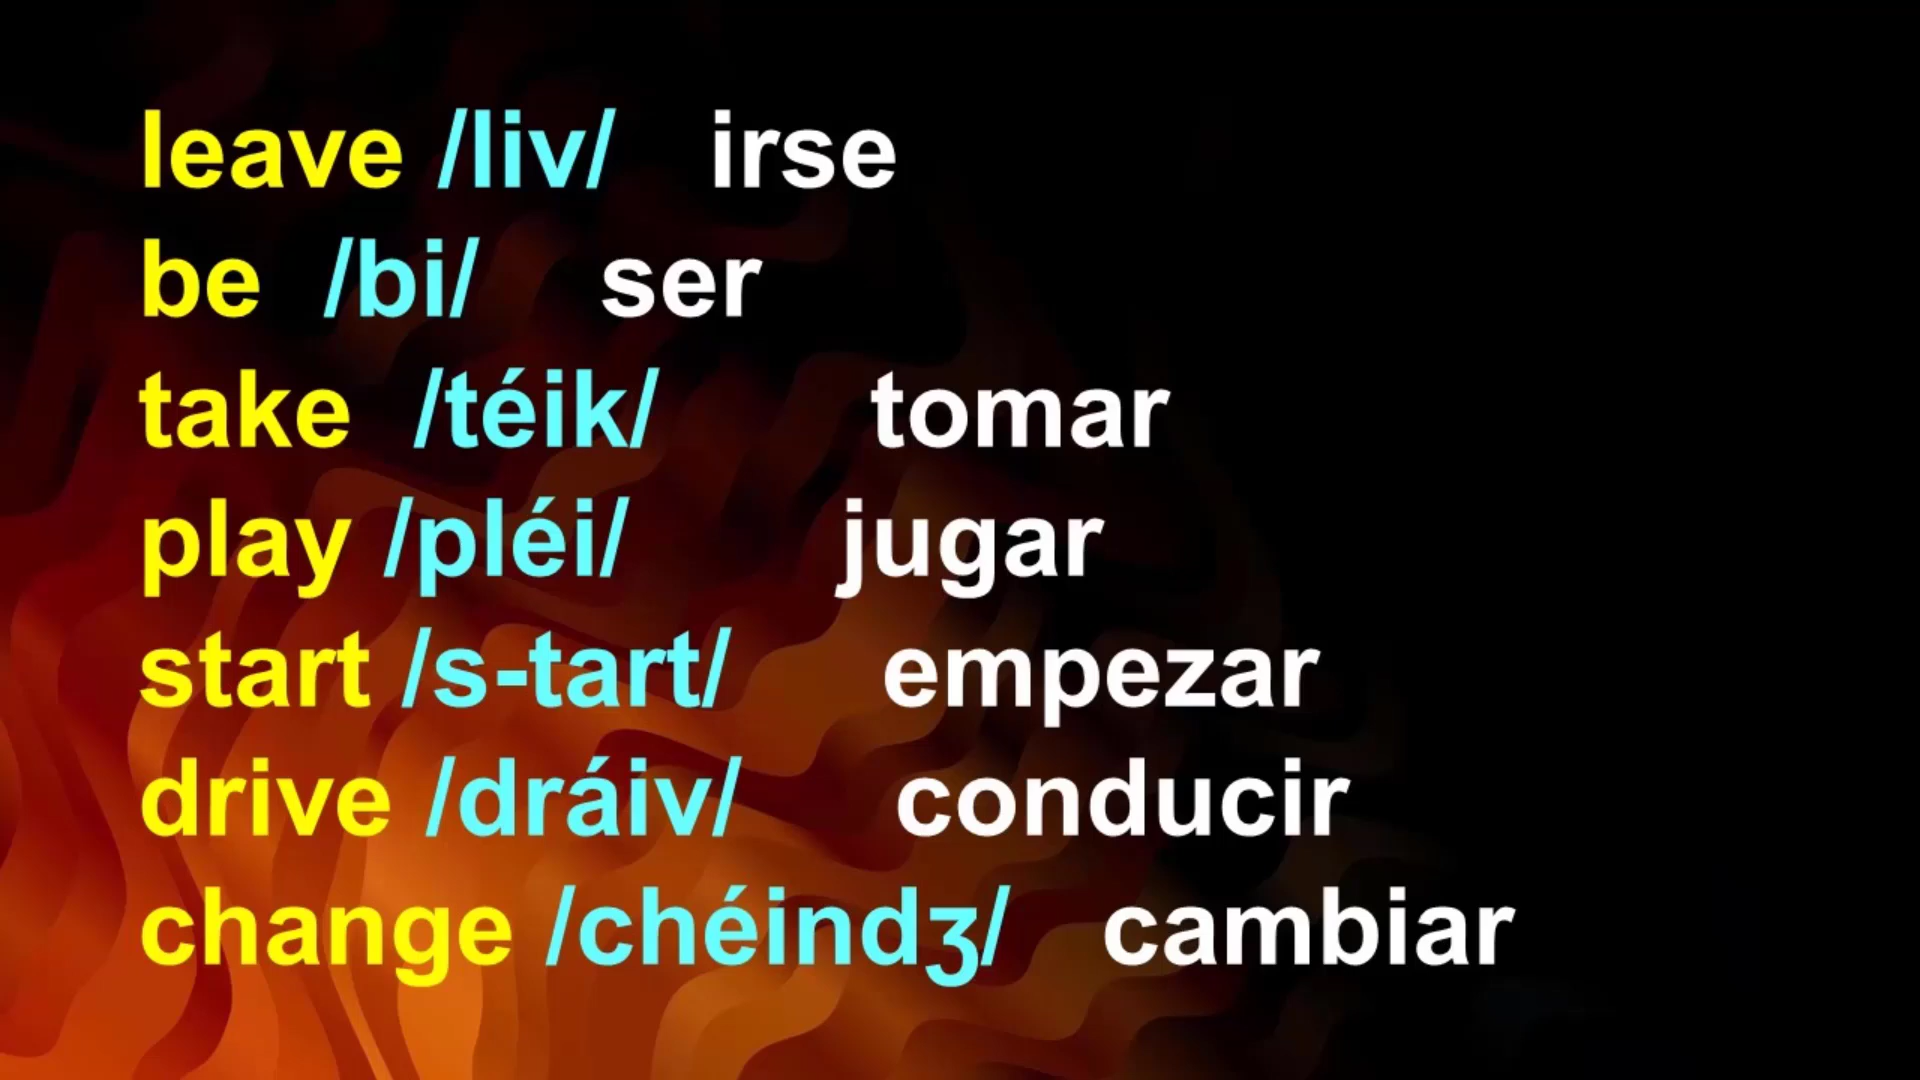 leave /liv/ irse
be /bi/ ser
take /téik/ tomar
play /pléi/ jugar
start /s-tart/ empezar
drive /dráiv/ conducir
change /chéindʒ/ cambiar